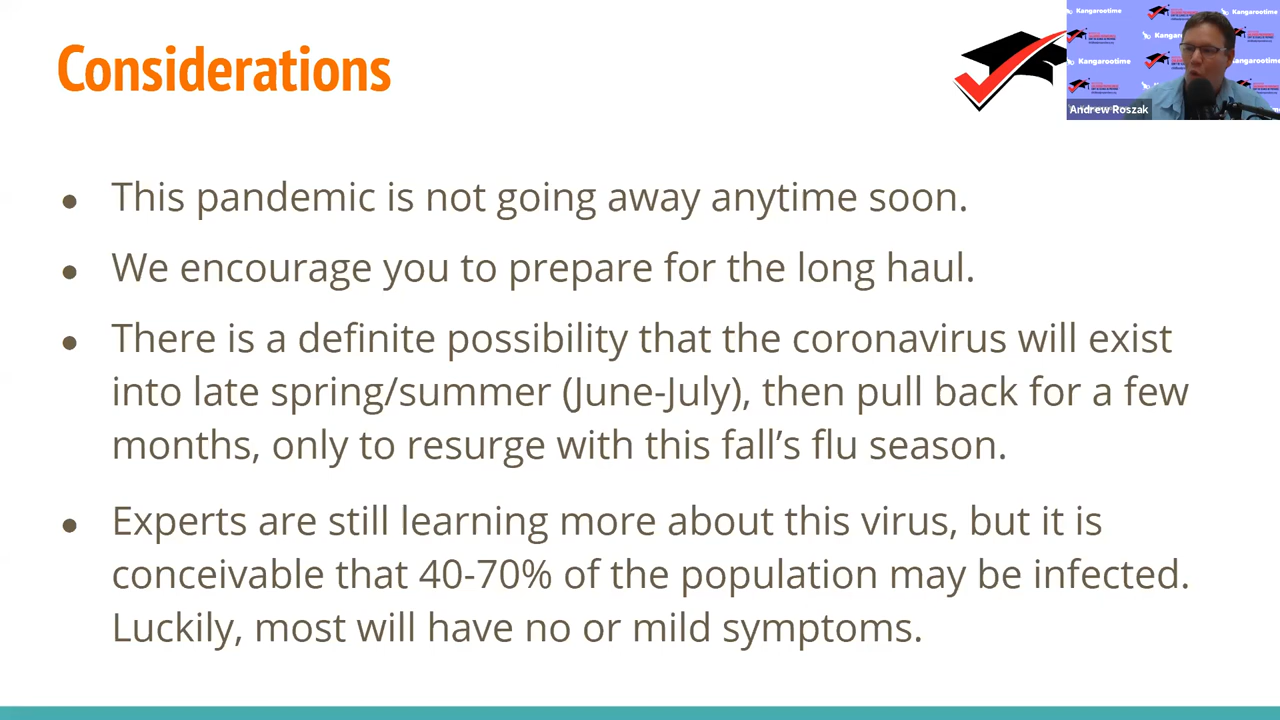 Considerations
Kangarootime
Kangarootime
Kangarootime
Andrew Roszak
• This pandemic is not going away anytime soon.
• We encourage you to prepare for the long haul.
• There is a definite possibility that the coronavirus will exist
into late spring/summer (June-July), then pull back for a few
months, only to resurge with this fall’s flu season.
• Experts are still learning more about this virus, but it is
conceivable that 40-70% of the population may be infected.
Luckily, most will have no or mild symptoms.